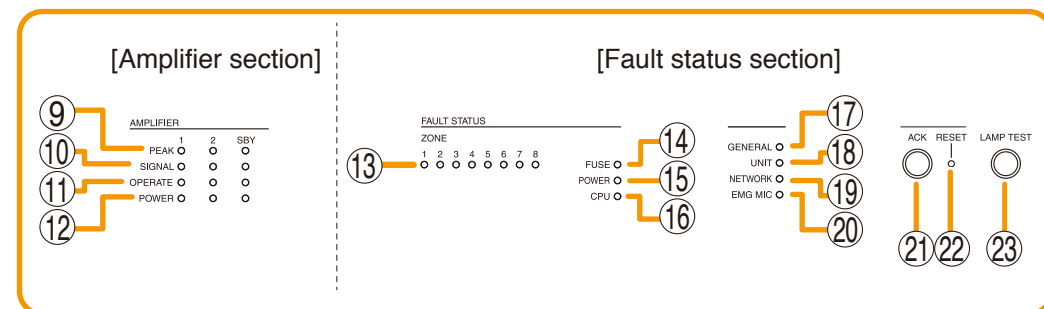 [Amplifier section]
[Fault status section]
9
10
11
12
AMPLIFIER
1 2 SBY
PEAK
SIGNAL
OPERATE
POWER
13
FAULT STATUS
ZONE
1 2 3 4 5 6 7 8
FUSE
POWER
CPU
14
15
16
GENERAL
UNIT
NETWORK
EMG MIC
17
18
19
20
ACK RESET LAMP TEST
21 22 23